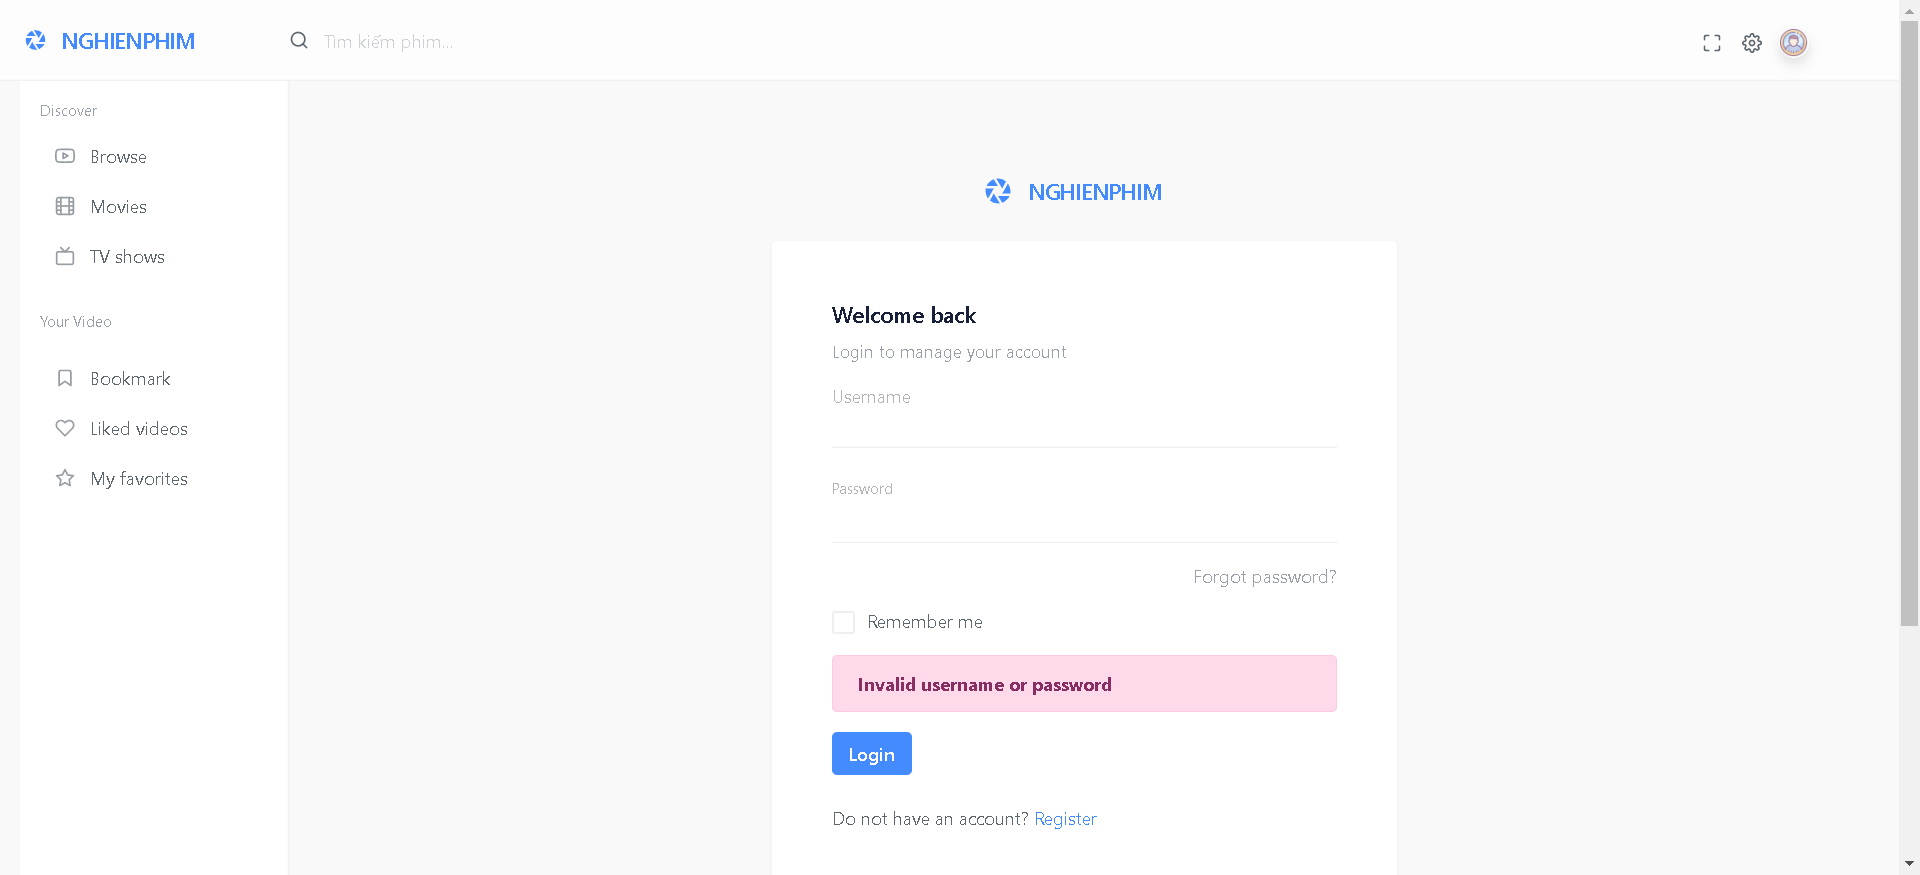 NGHIENPHIM
Tìm kiếm phim...
Discover
Browse
Movies
TV shows
Your Video
Bookmark
Liked videos
My favorites
NGHIENPHIM
Welcome back
Login to manage your account
Username
Password
Forgot password?
Remember me
Invalid username or password
Login
Do not have an account? Register